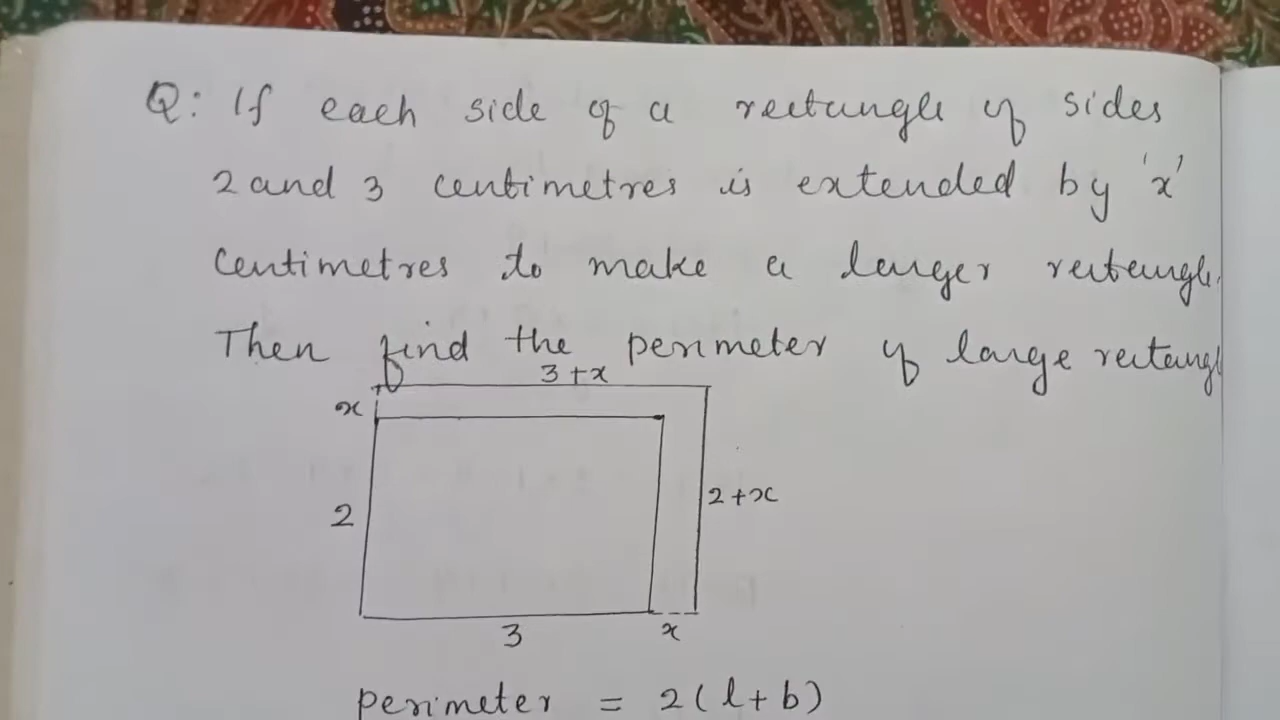 Q: If each side of a rectangle of sides
2 and 3 centimetres is extended by 'x'
centimetres to make a larger rectangle.
Then find the perimeter of large rectangl
3+x
x
2
2+x
3
x
perimeter = 2(l+b)